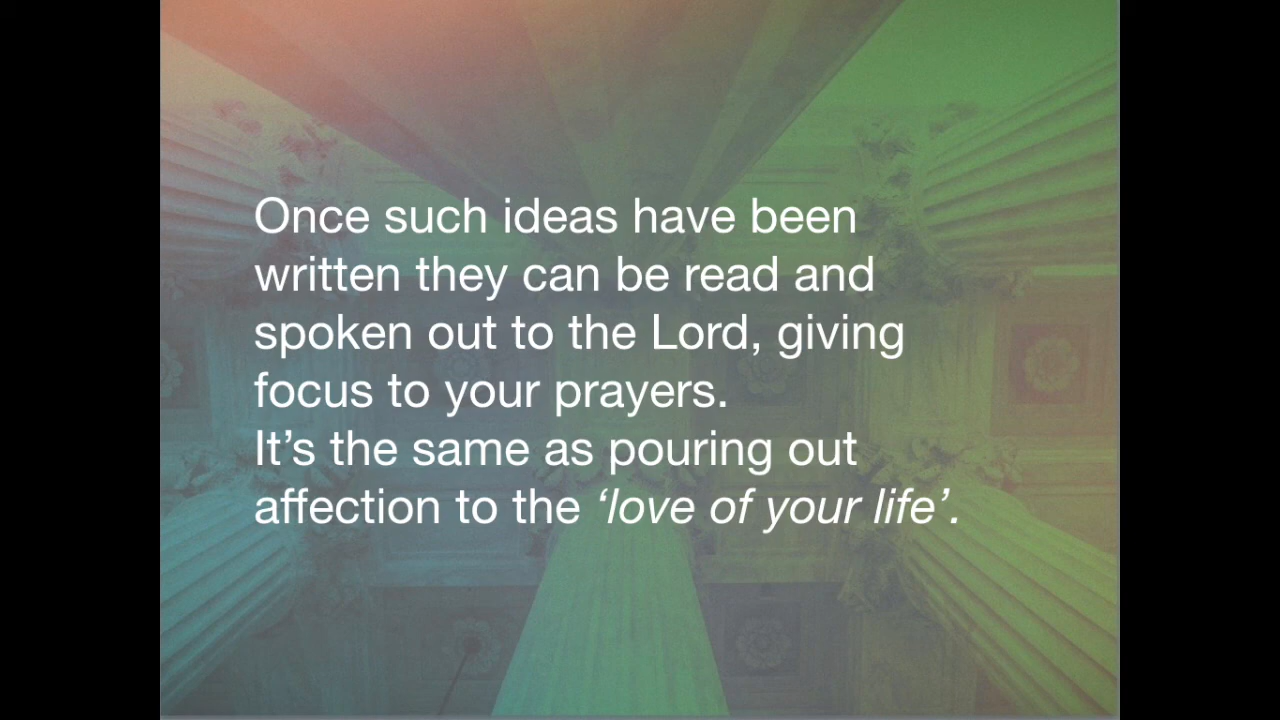 Once such ideas have been
written they can be read and
spoken out to the Lord, giving
focus to your prayers.
It’s the same as pouring out
affection to the ‘love of your life’.